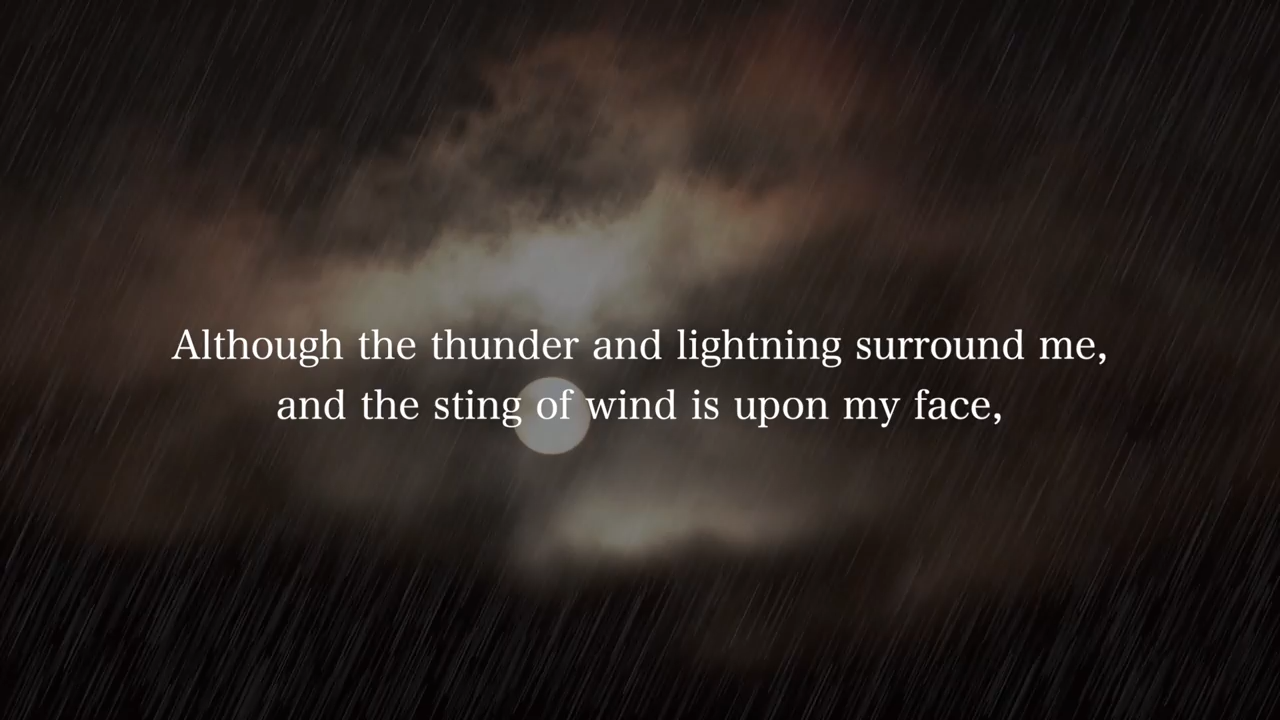 Although the thunder and lightning surround me,
and the sting of wind is upon my face,